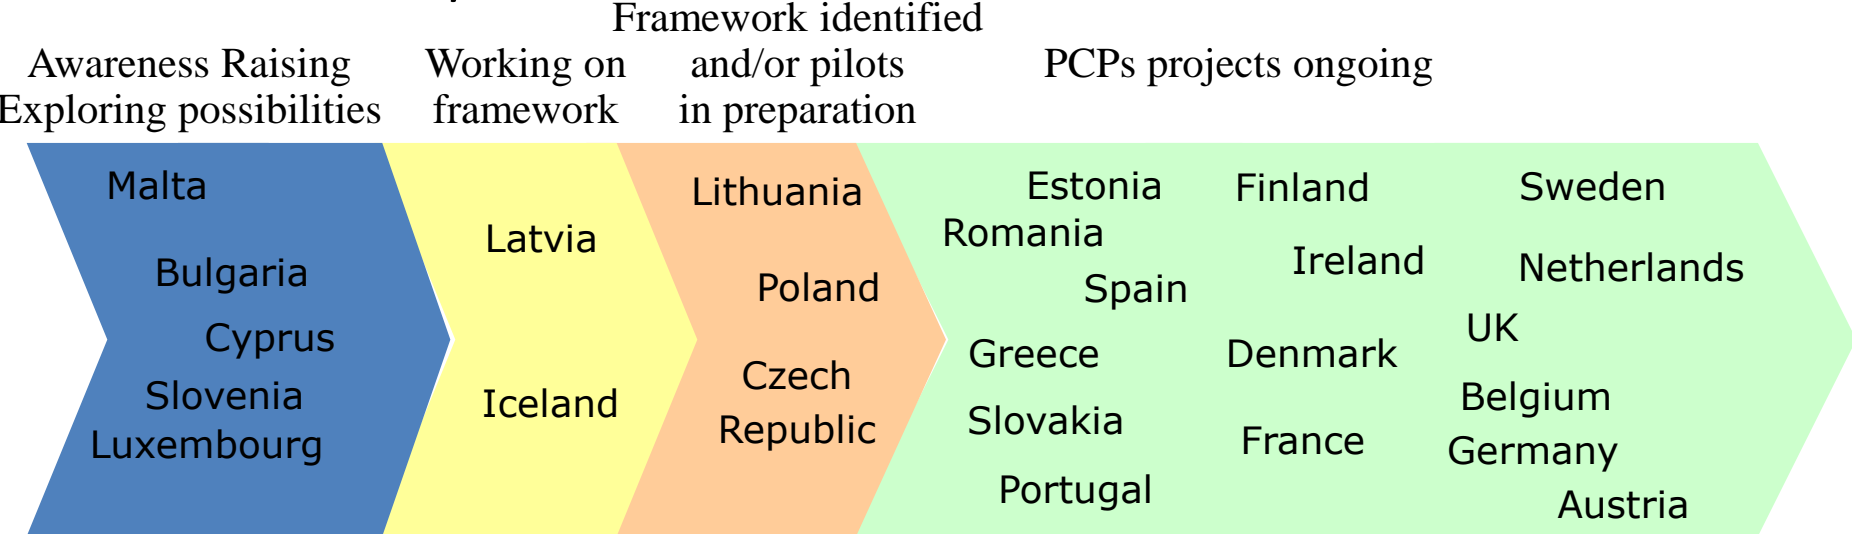 Awareness Raising
Exploring possibilities
Working on
framework
Framework identified
and/or pilots
in preparation
PCPs projects ongoing
Malta
Bulgaria
Cyprus
Slovenia
Luxembourg
Latvia
Iceland
Lithuania
Poland
Czech
Republic
Estonia
Romania
Spain
Greece
Slovakia
Portugal
Finland
Ireland
Denmark
France
Sweden
Netherlands
UK
Belgium
Germany
Austria